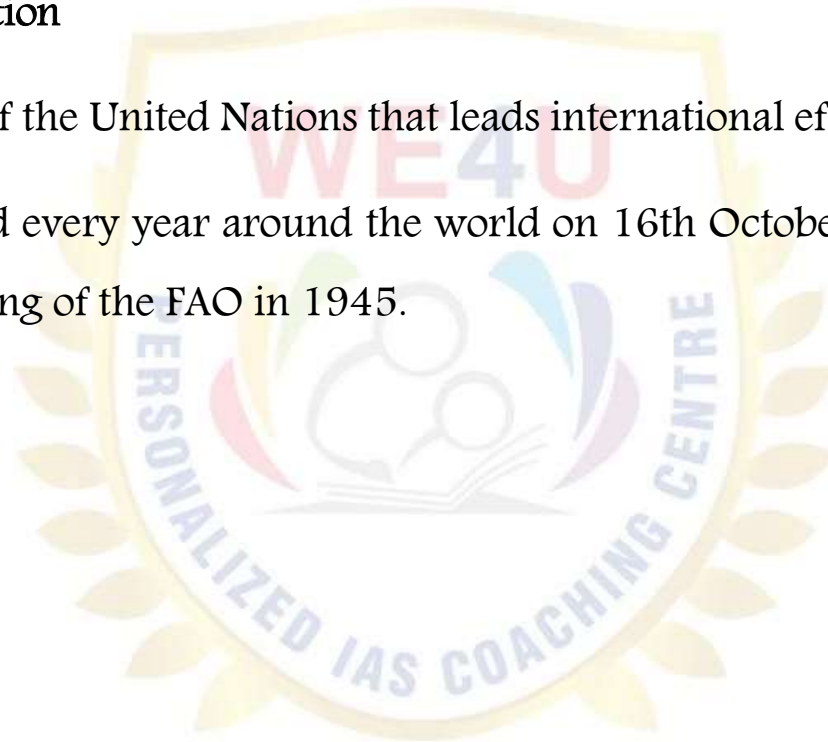 tion
f the United Nations that leads international ef
d every year around the world on 16th Octobe
ng of the FAO in 1945.
WE4U
PERSONALIZED IAS COACHING CENTRE